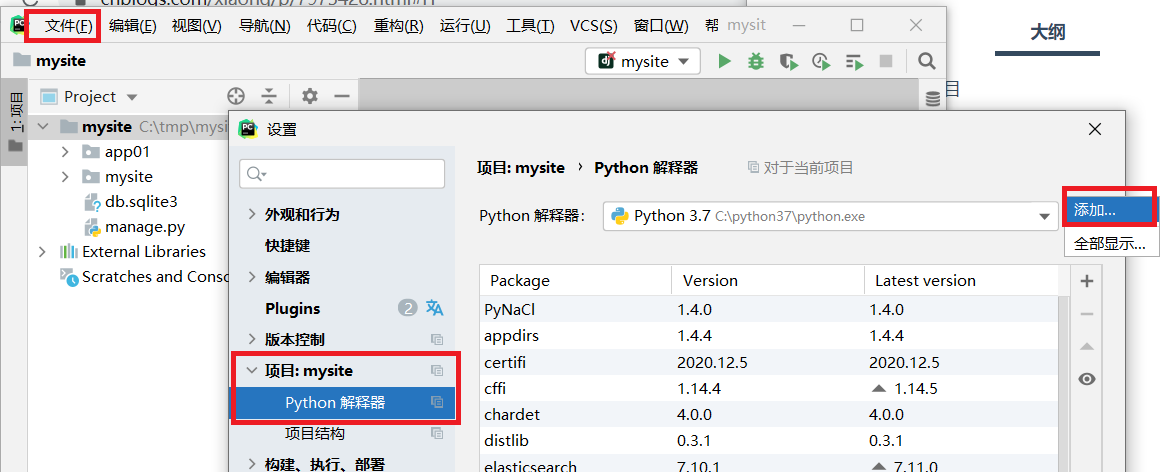 文件(F) 编辑(E) 视图(V) 导航(N) 代码(C) 重构(R) 运行(U) 工具(T) VCS(S) 窗口(W) 帮 mysit
大纲
mysite
mysite
目
1: 项目
Project
mysite C:\tmp\mysi
app01
mysite
db.sqlite3
manage.py
External Libraries
Scratches and Conso
PC
设置
外观和行为
快捷键
编辑器
Plugins 2
版本控制
项目: mysite
Python 解释器
项目结构
构建、执行、部署
项目: mysite › Python 解释器 对于当前项目
Python 解释器: Python 3.7 C:\python37\python.exe
添加...
全部显示...
Package Version Latest version
PyNaCl 1.4.0 1.4.0
appdirs 1.4.4 1.4.4
certifi 2020.12.5 2020.12.5
cffi 1.14.4 1.14.5
chardet 4.0.0 4.0.0
distlib 0.3.1 0.3.1
elasticsearch 7.10.1 7.11.0